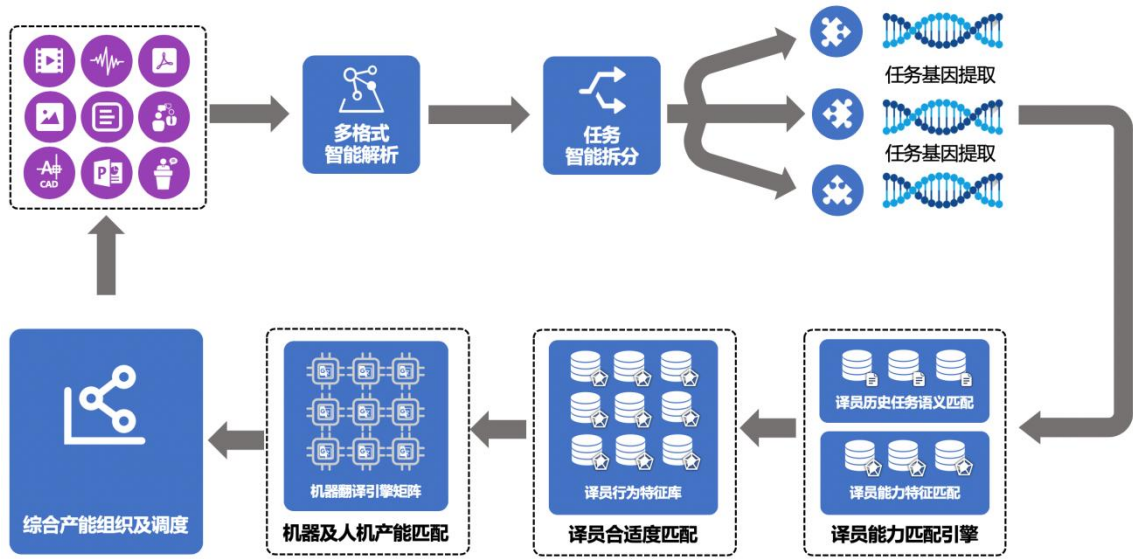 CAD
P
多格式
智能解析
任务
智能拆分
任务基因提取
任务基因提取
综合产能组织及调度
机器翻译引擎矩阵
机器及人机产能匹配
译员行为特征库
译员合适度匹配
译员历史任务语义匹配
译员能力特征匹配
译员能力匹配引擎